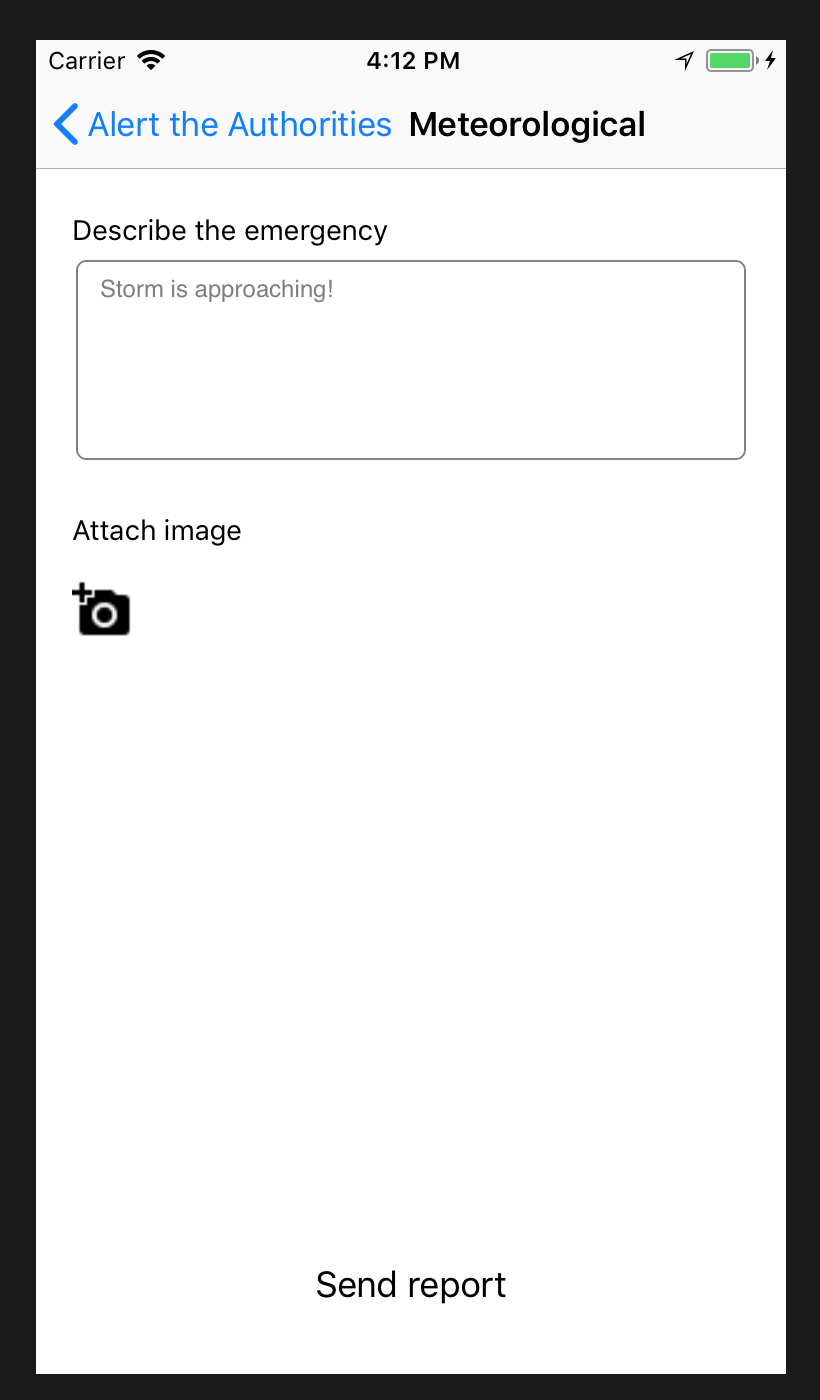 Carrier 4:12 PM
Alert the Authorities Meteorological
Describe the emergency
Storm is approaching!
Attach image
Send report